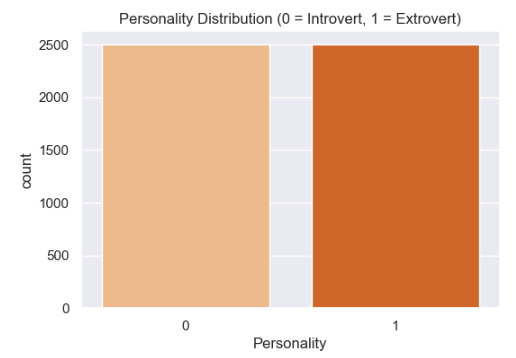 Personality Distribution (0 = Introvert, 1 = Extrovert)
2500
2000
1500
1000
500
0
count
0 1
Personality